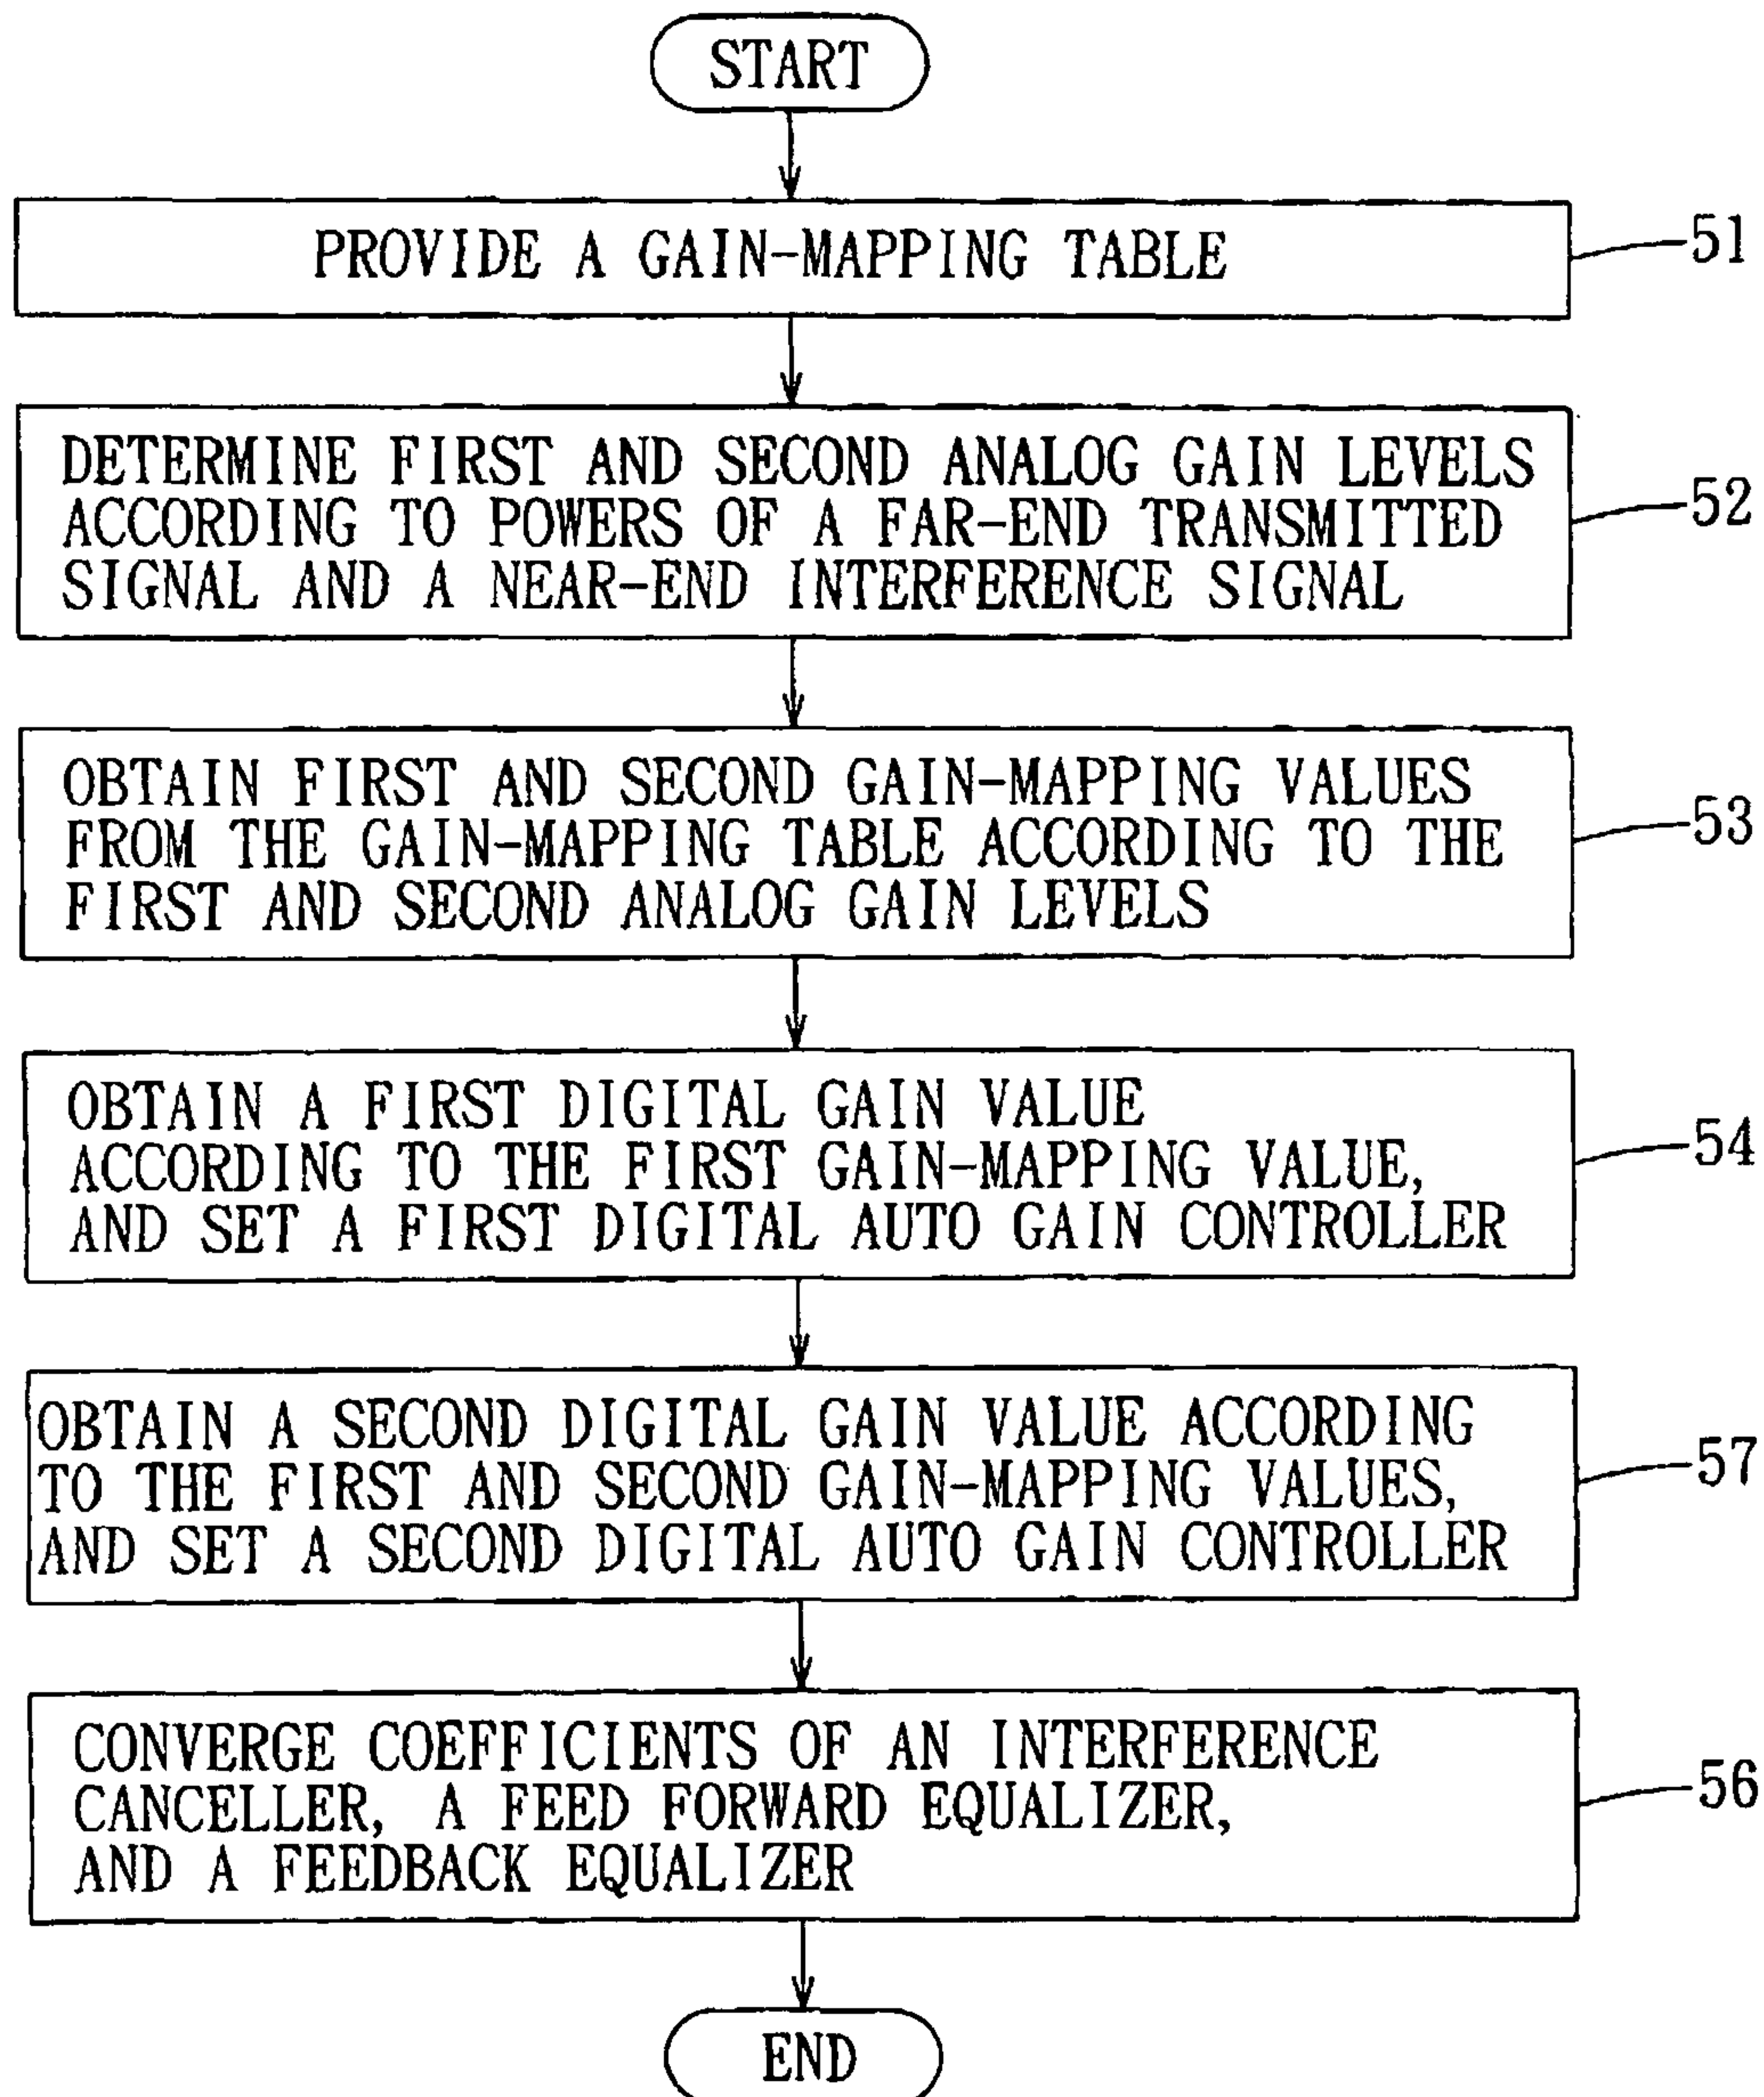 START
PROVIDE A GAIN-MAPPING TABLE
51
DETERMINE FIRST AND SECOND ANALOG GAIN LEVELS
ACCORDING TO POWERS OF A FAR-END TRANSMITTED
SIGNAL AND A NEAR-END INTERFERENCE SIGNAL
52
OBTAIN FIRST AND SECOND GAIN-MAPPING VALUES
FROM THE GAIN-MAPPING TABLE ACCORDING TO THE
FIRST AND SECOND ANALOG GAIN LEVELS
53
OBTAIN A FIRST DIGITAL GAIN VALUE
ACCORDING TO THE FIRST GAIN-MAPPING VALUE,
AND SET A FIRST DIGITAL AUTO GAIN CONTROLLER
54
OBTAIN A SECOND DIGITAL GAIN VALUE ACCORDING
TO THE FIRST AND SECOND GAIN-MAPPING VALUES,
AND SET A SECOND DIGITAL AUTO GAIN CONTROLLER
57
CONVERGE COEFFICIENTS OF AN INTERFERENCE
CANCELLER, A FEED FORWARD EQUALIZER,
AND A FEEDBACK EQUALIZER
56
END